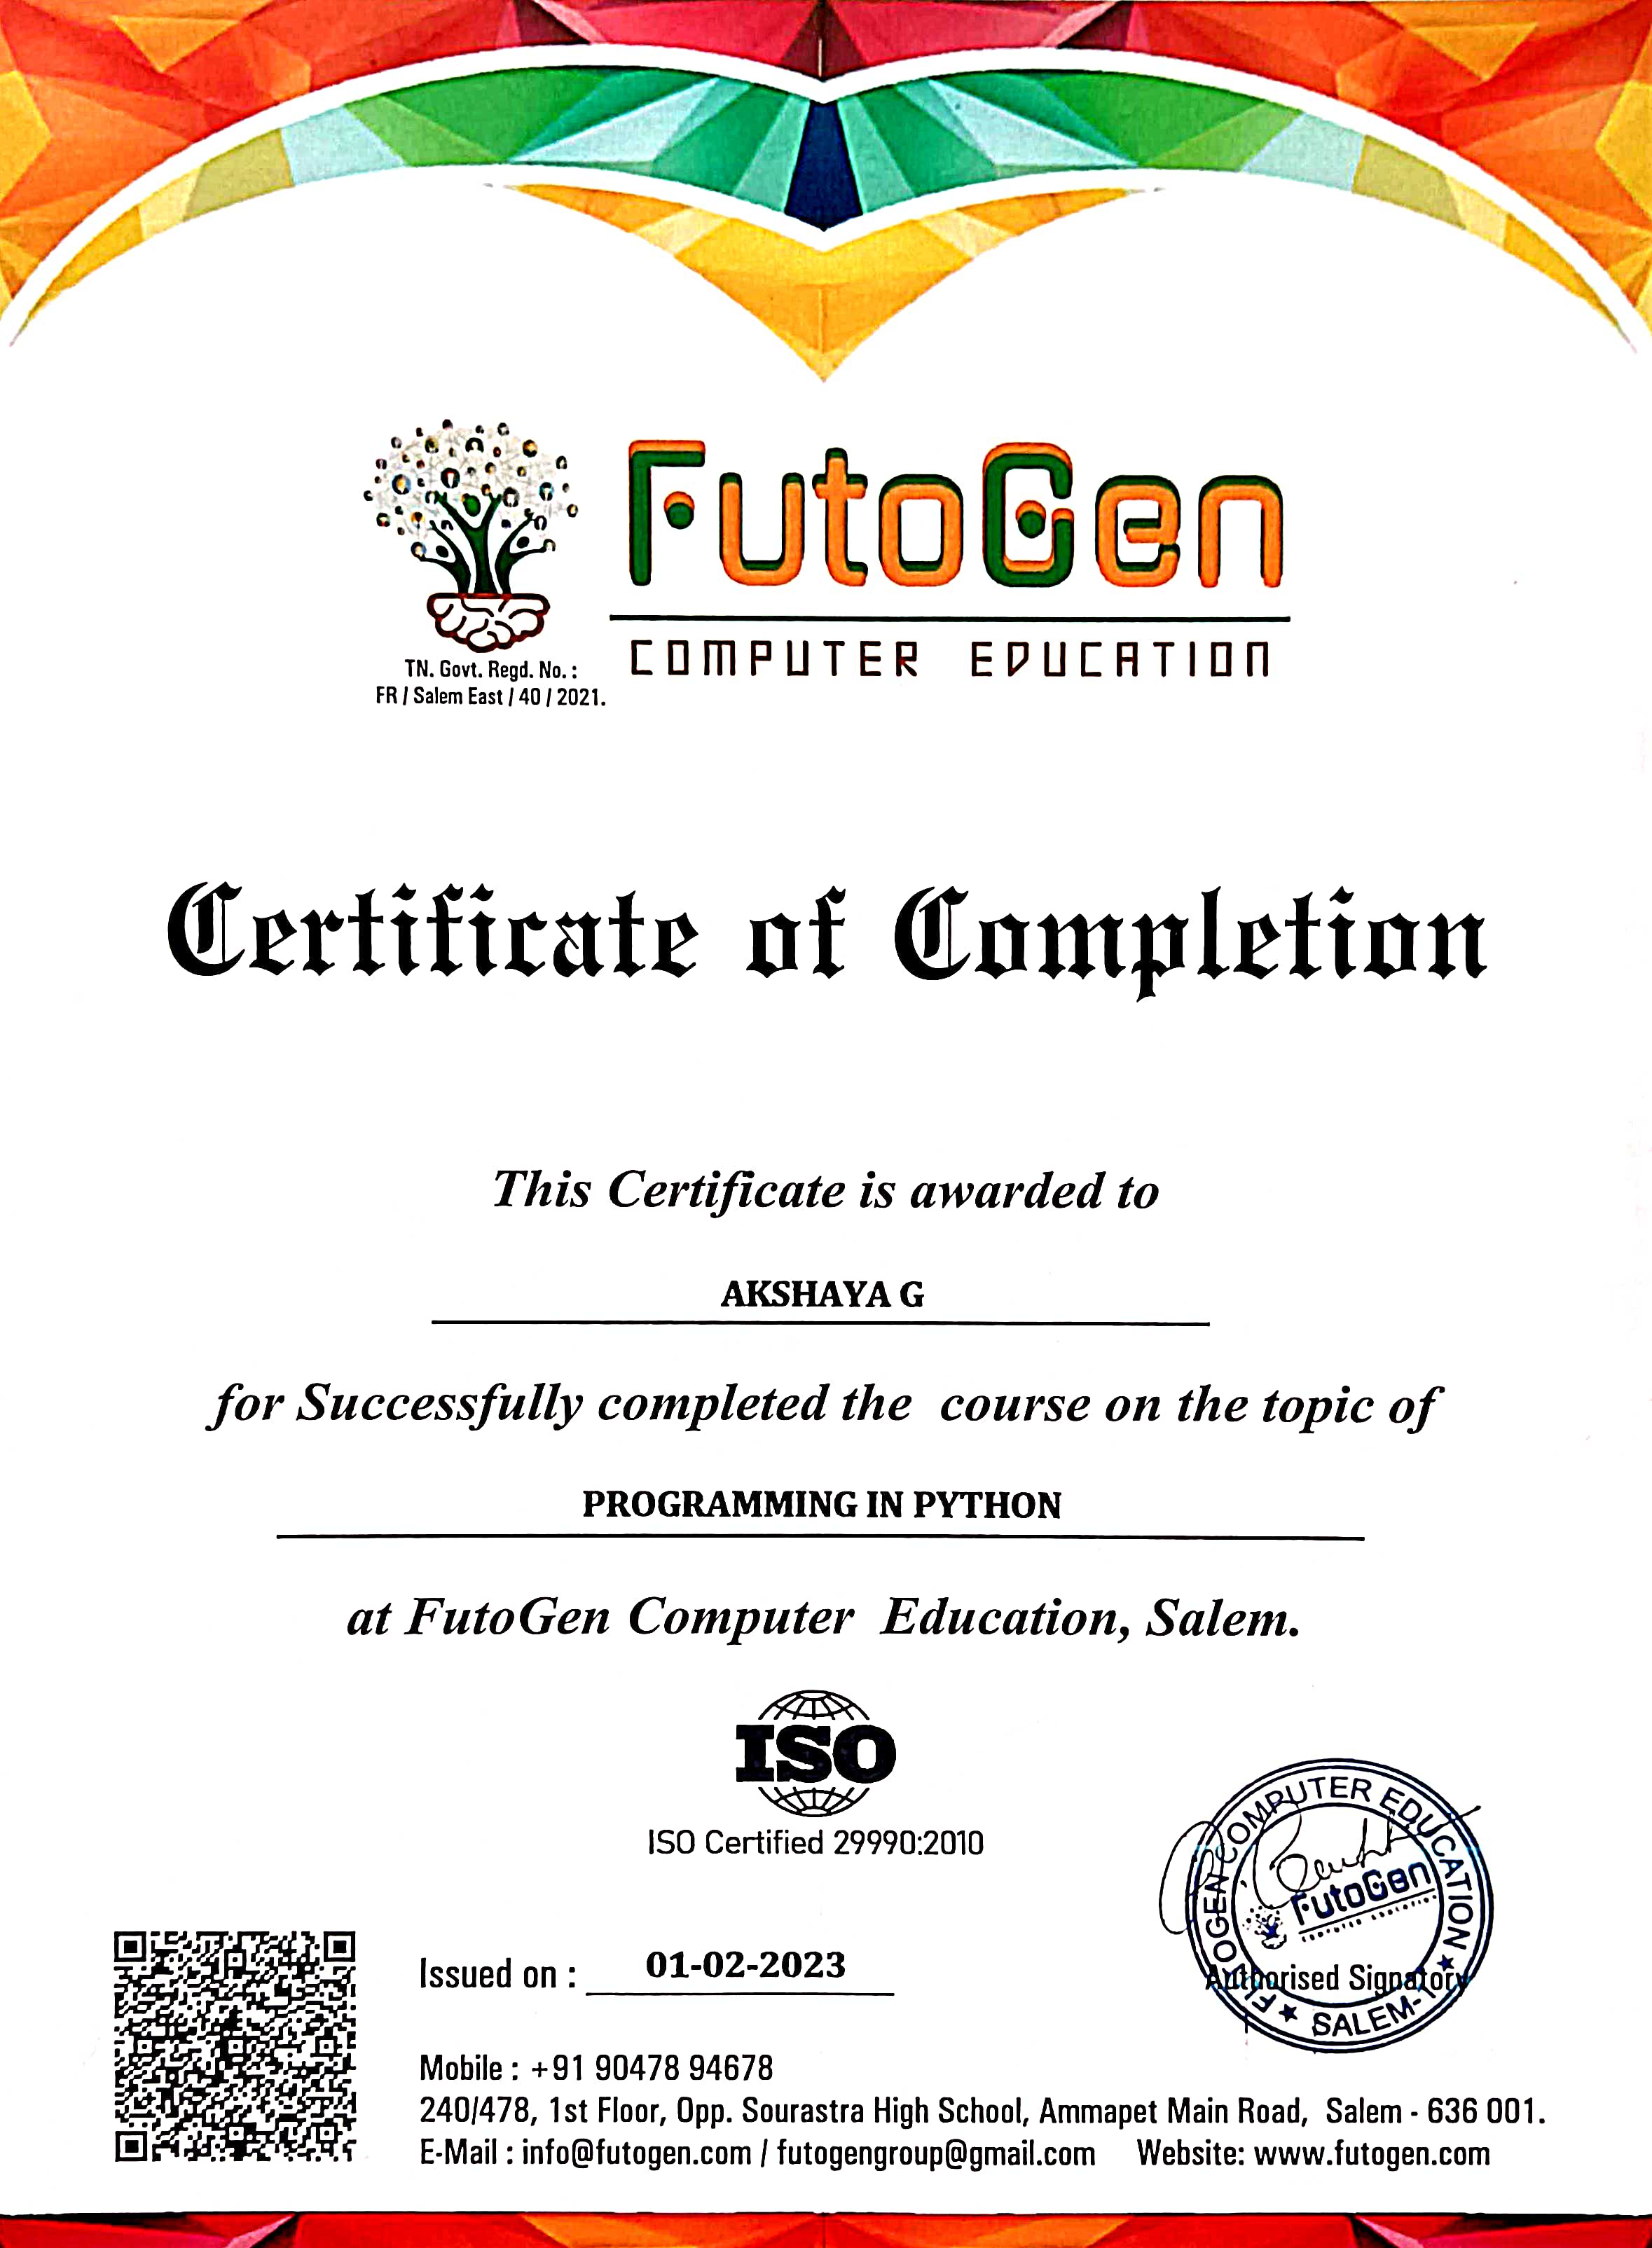 FutoGen
COMPUTER EDUCATION
TN. Govt. Regd. No. :
FR / Salem East / 40 / 2021.
Certificate of Completion
This Certificate is awarded to
AKSHAYA G
for Successfully completed the course on the topic of
PROGRAMMING IN PYTHON
at FutoGen Computer Education, Salem.
ISO
ISO Certified 29990:2010
FUTOGEN COMPUTER EDUCATION
FutoGen
COMPUTER EDUCATION
★ SALEM-1 ★
Authorised Signatory
Issued on : 01-02-2023
Mobile : +91 90478 94678
240/478, 1st Floor, Opp. Sourastra High School, Ammapet Main Road, Salem - 636 001.
E-Mail : info@futogen.com / futogengroup@gmail.com Website: www.futogen.com